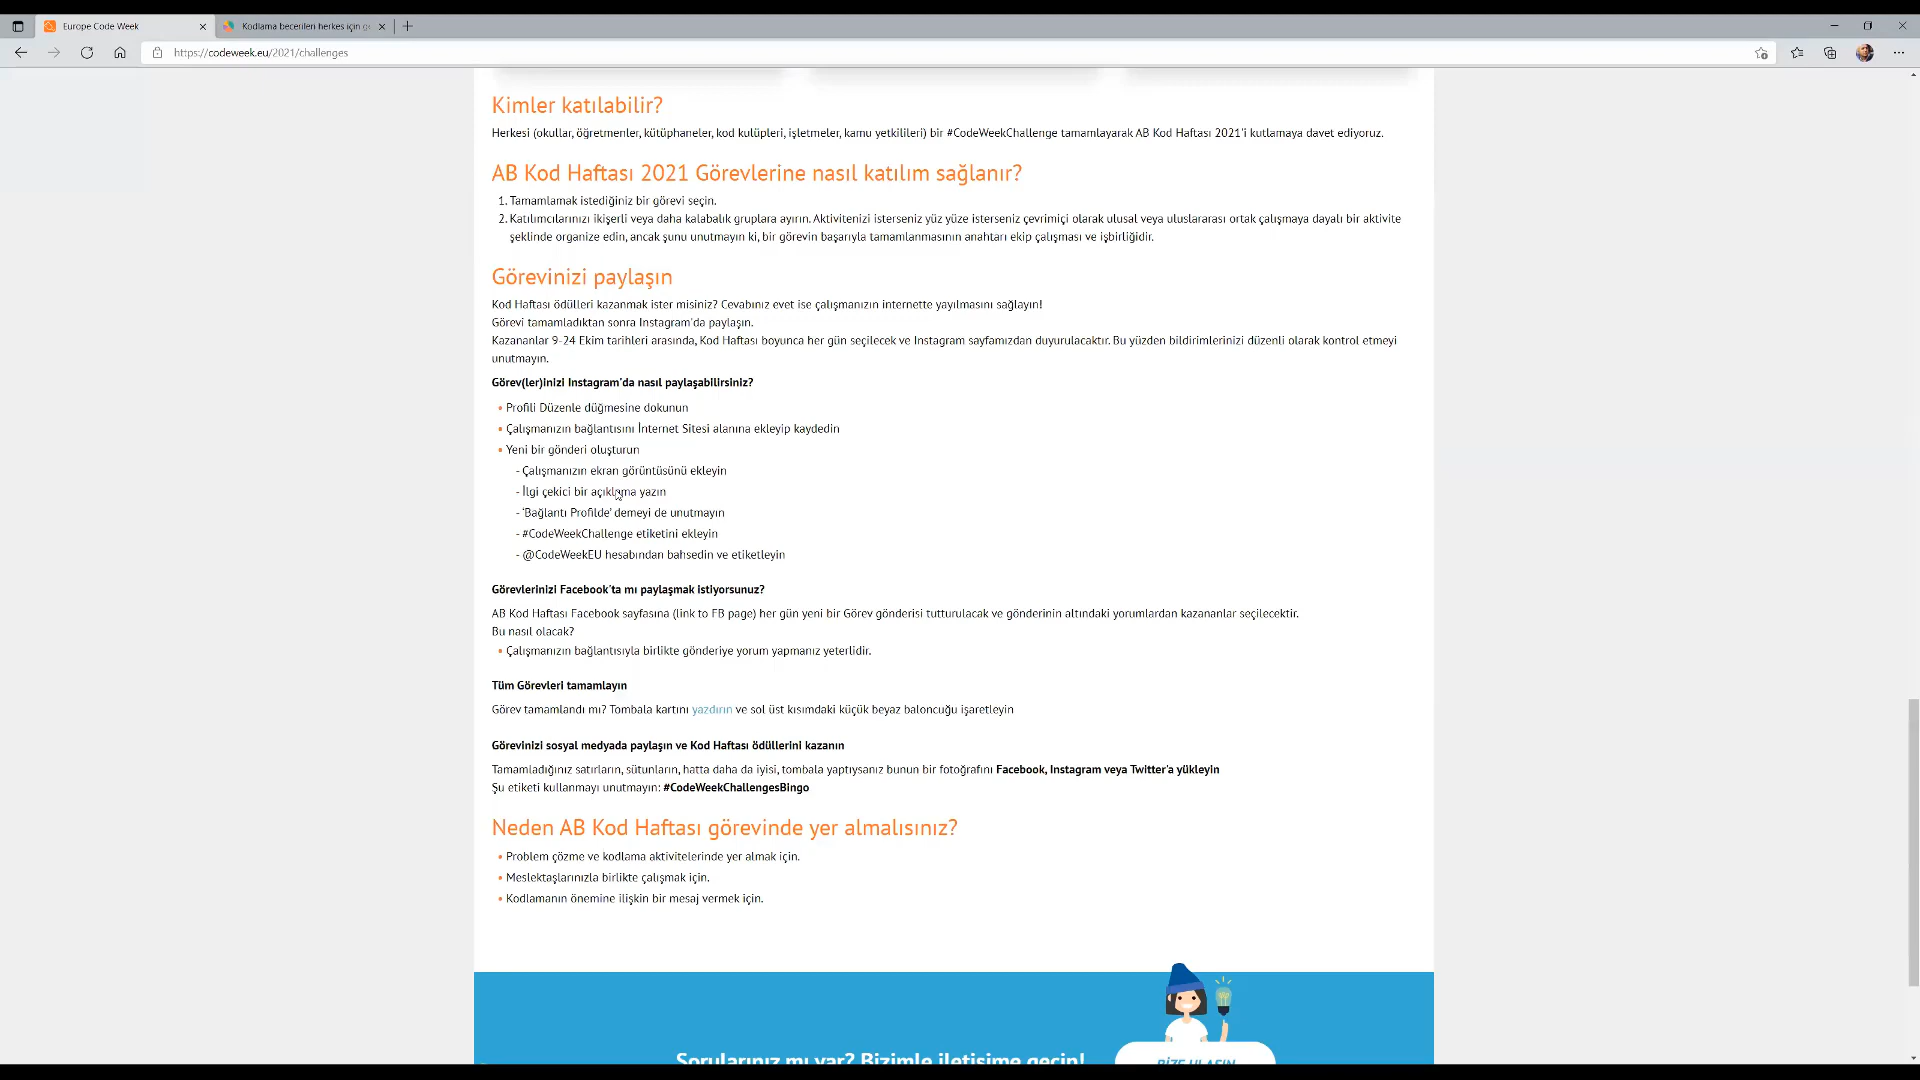 Europe Code Week
Kodlama becerileri herkes için ge
https://codeweek.eu/2021/challenges
Kimler katılabilir?
Herkesi (okullar, öğretmenler, kütüphaneler, kod kulüpleri, işletmeler, kamu yetkilileri) bir #CodeWeekChallenge tamamlayarak AB Kod Haftası 2021'i kutlamaya davet ediyoruz.
AB Kod Haftası 2021 Görevlerine nasıl katılım sağlanır?
1. Tamamlamak istediğiniz bir görevi seçin.
2. Katılımcılarınızı ikişerli veya daha kalabalık gruplara ayırın. Aktivitenizi isterseniz yüz yüze isterseniz çevrimiçi olarak ulusal veya uluslararası ortak çalışmaya dayalı bir aktivite
şeklinde organize edin, ancak şunu unutmayın ki, bir görevin başarıyla tamamlanmasının anahtarı ekip çalışması ve işbirliğidir.
Görevinizi paylaşın
Kod Haftası ödülleri kazanmak ister misiniz? Cevabınız evet ise çalışmanızın internette yayılmasını sağlayın!
Görevi tamamladıktan sonra Instagram'da paylaşın.
Kazananlar 9-24 Ekim tarihleri arasında, Kod Haftası boyunca her gün seçilecek ve Instagram sayfamızdan duyurulacaktır. Bu yüzden bildirimlerinizi düzenli olarak kontrol etmeyi
unutmayın.
Görev(ler)inizi Instagram'da nasıl paylaşabilirsiniz?
• Profili Düzenle düğmesine dokunun
• Çalışmanızın bağlantısını İnternet Sitesi alanına ekleyip kaydedin
• Yeni bir gönderi oluşturun
- Çalışmanızın ekran görüntüsünü ekleyin
- İlgi çekici bir açıklama yazın
- 'Bağlantı Profilde' demeyi de unutmayın
- #CodeWeekChallenge etiketini ekleyin
- @CodeWeekEU hesabından bahsedin ve etiketleyin
Görevlerinizi Facebook'ta mı paylaşmak istiyorsunuz?
AB Kod Haftası Facebook sayfasına (link to FB page) her gün yeni bir Görev gönderisi tutturulacak ve gönderinin altındaki yorumlardan kazananlar seçilecektir.
Bu nasıl olacak?
• Çalışmanızın bağlantısıyla birlikte gönderiye yorum yapmanız yeterlidir.
Tüm Görevleri tamamlayın
Görev tamamlandı mı? Tombala kartını yazdırın ve sol üst kısımdaki küçük beyaz baloncuğu işaretleyin
Görevinizi sosyal medyada paylaşın ve Kod Haftası ödüllerini kazanın
Tamamladığınız satırların, sütunların, hatta daha da iyisi, tombala yaptıysanız bunun bir fotoğrafını Facebook, Instagram veya Twitter'a yükleyin
Şu etiketi kullanmayı unutmayın: #CodeWeekChallengesBingo
Neden AB Kod Haftası görevinde yer almalısınız?
• Problem çözme ve kodlama aktivitelerinde yer almak için.
• Meslektaşlarınızla birlikte çalışmak için.
• Kodlamanın önemine ilişkin bir mesaj vermek için.
Sorularınız mı var? Bizimle iletişime geçin!
BİZE ULAŞIN